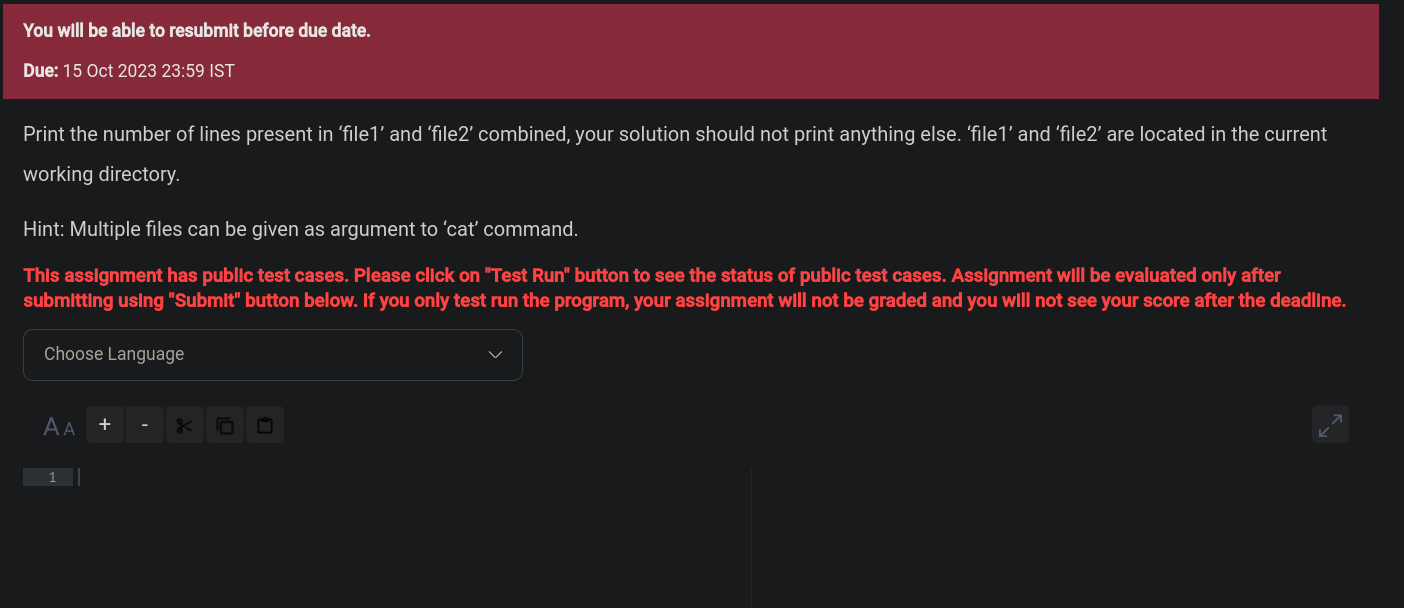 You will be able to resubmit before due date.
Due: 15 Oct 2023 23:59 IST
Print the number of lines present in ‘file1’ and ‘file2’ combined, your solution should not print anything else. ‘file1’ and ‘file2’ are located in the current
working directory.
Hint: Multiple files can be given as argument to ‘cat’ command.
This assignment has public test cases. Please click on "Test Run" button to see the status of public test cases. Assignment will be evaluated only after
submitting using "Submit" button below. If you only test run the program, your assignment will not be graded and you will not see your score after the deadline.
Choose Language
A A + -
1